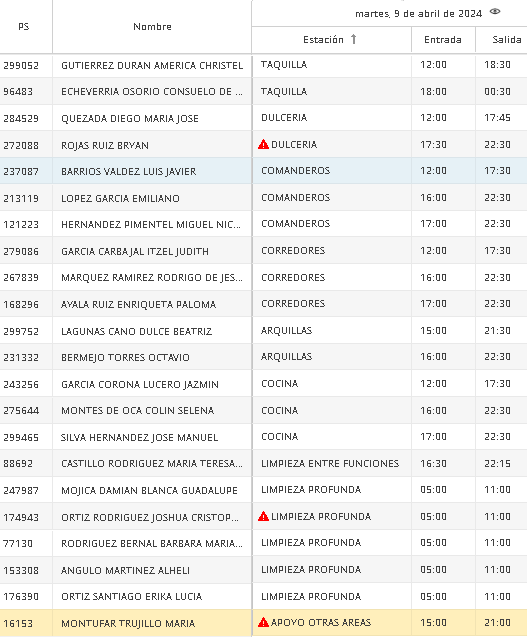 martes, 9 de abril de 2024
PS Nombre Estación ↑ Entrada Salida
299052 GUTIERREZ DURAN AMERICA CHRISTEL TAQUILLA 12:00 18:30
96483 ECHEVERRIA OSORIO CONSUELO DE ... TAQUILLA 18:00 00:30
284529 QUEZADA DIEGO MARIA JOSE DULCERIA 12:00 17:45
272088 ROJAS RUIZ BRYAN DULCERIA 17:30 22:30
237087 BARRIOS VALDEZ LUIS JAVIER COMANDEROS 12:00 17:30
213119 LOPEZ GARCIA EMILIANO COMANDEROS 16:00 22:30
121223 HERNANDEZ PIMENTEL MIGUEL NIC... COMANDEROS 17:00 22:30
279086 GARCIA CARBAJAL ITZEL JUDITH CORREDORES 12:00 17:30
267839 MARQUEZ RAMIREZ RODRIGO DE JES... CORREDORES 16:00 22:30
168296 AYALA RUIZ ENRIQUETA PALOMA CORREDORES 17:00 22:30
299752 LAGUNAS CANO DULCE BEATRIZ ARQUILLAS 15:00 21:30
231332 BERMEJO TORRES OCTAVIO ARQUILLAS 16:00 22:30
243256 GARCIA CORONA LUCERO JAZMIN COCINA 12:00 17:30
275644 MONTES DE OCA COLIN SELENA COCINA 16:00 22:30
299465 SILVA HERNANDEZ JOSE MANUEL COCINA 17:00 22:30
88692 CASTILLO RODRIGUEZ MARIA TERESA... LIMPIEZA ENTRE FUNCIONES 16:30 22:15
247987 MOJICA DAMIAN BLANCA GUADALUPE LIMPIEZA PROFUNDA 05:00 11:00
174943 ORTIZ RODRIGUEZ JOSHUA CRISTOP... LIMPIEZA PROFUNDA 05:00 11:00
77130 RODRIGUEZ BERNAL BARBARA MARIA... LIMPIEZA PROFUNDA 05:00 11:00
153308 ANGULO MARTINEZ ALHELI LIMPIEZA PROFUNDA 05:00 11:00
176390 ORTIZ SANTIAGO ERIKA LUCIA LIMPIEZA PROFUNDA 05:00 11:00
16153 MONTUFAR TRUJILLO MARIA APOYO OTRAS AREAS 15:00 21:00